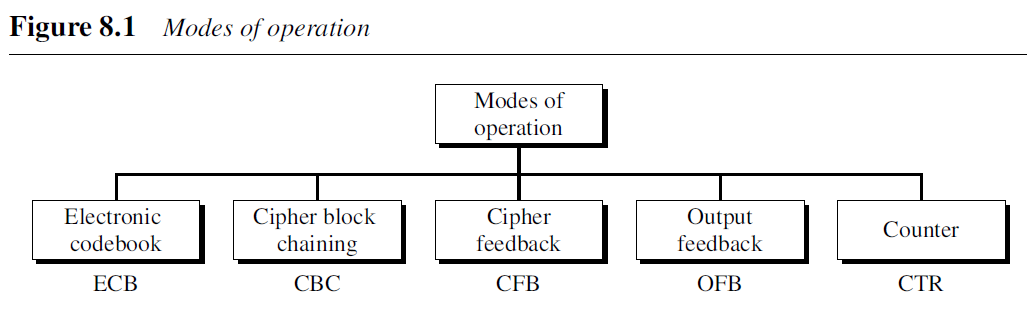 Figure 8.1 Modes of operation
Modes of
operation
Electronic
codebook
Cipher block
chaining
Cipher
feedback
Output
feedback
Counter
ECB
CBC
CFB
OFB
CTR